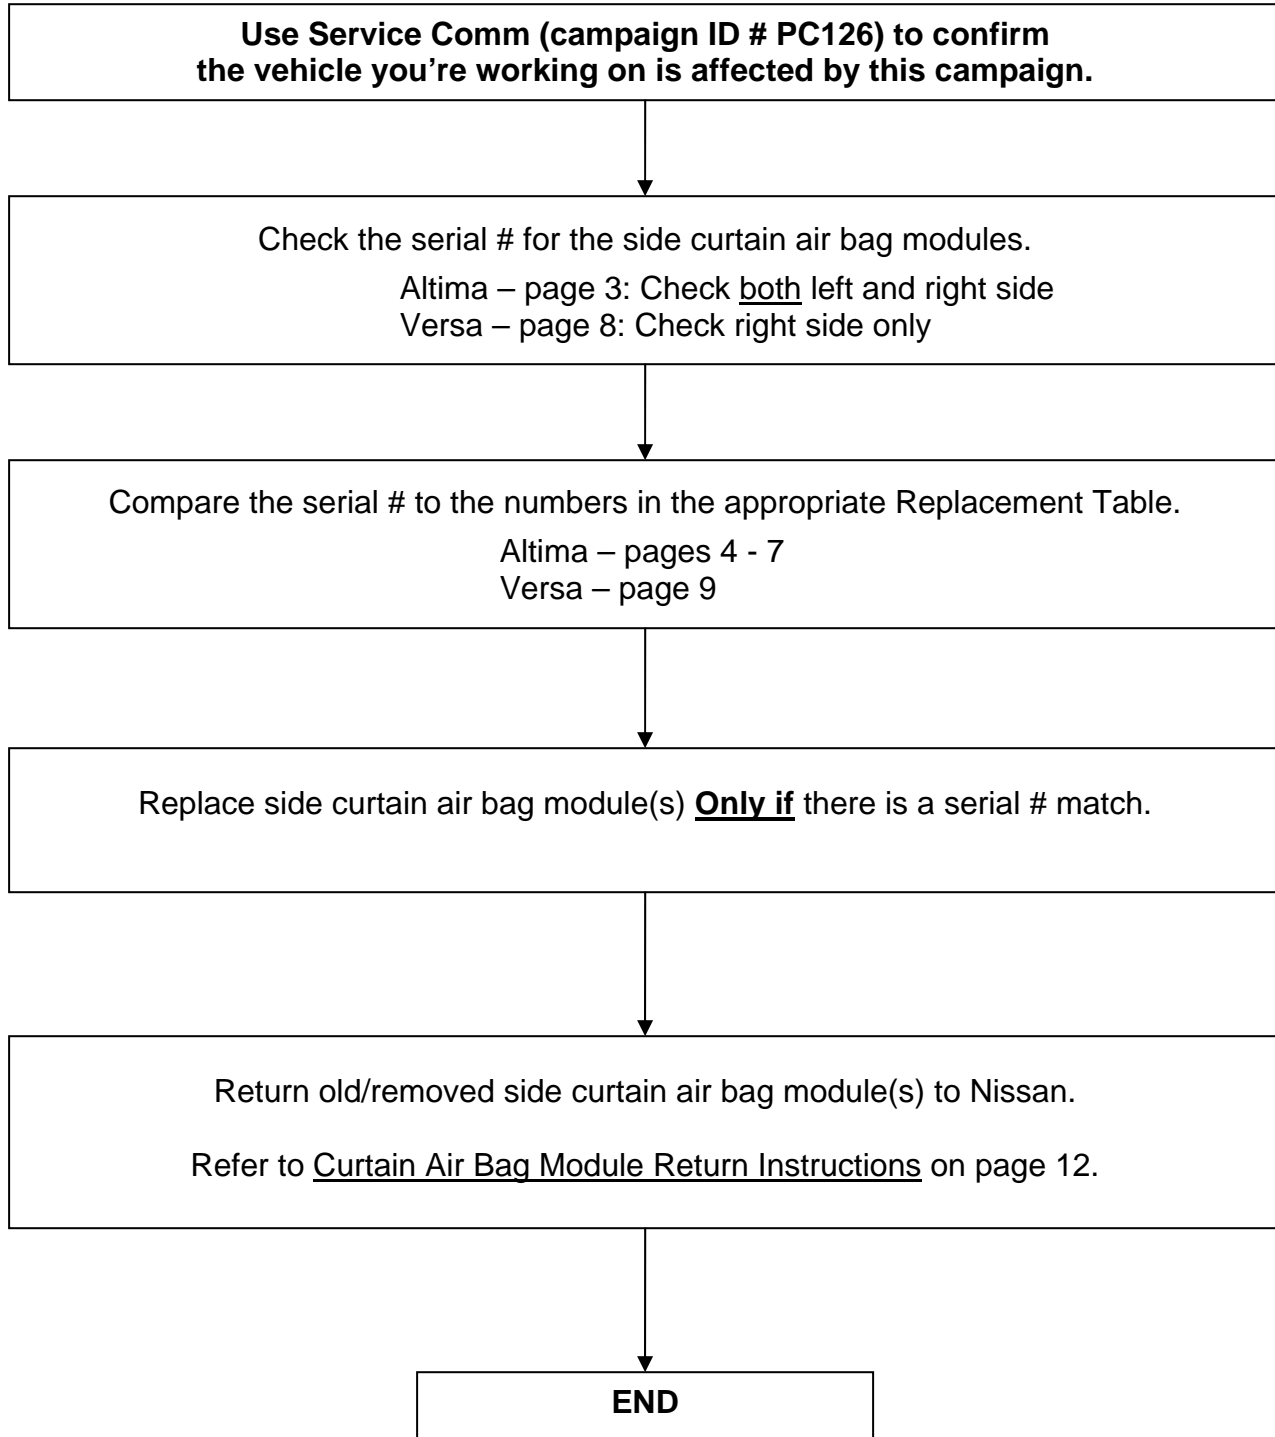 Use Service Comm (campaign ID # PC126) to confirm
the vehicle you're working on is affected by this campaign.
Check the serial # for the side curtain air bag modules.
Altima – page 3: Check both left and right side
Versa – page 8: Check right side only
Compare the serial # to the numbers in the appropriate Replacement Table.
Altima – pages 4 - 7
Versa – page 9
Replace side curtain air bag module(s) Only if there is a serial # match.
Return old/removed side curtain air bag module(s) to Nissan.
Refer to Curtain Air Bag Module Return Instructions on page 12.
END